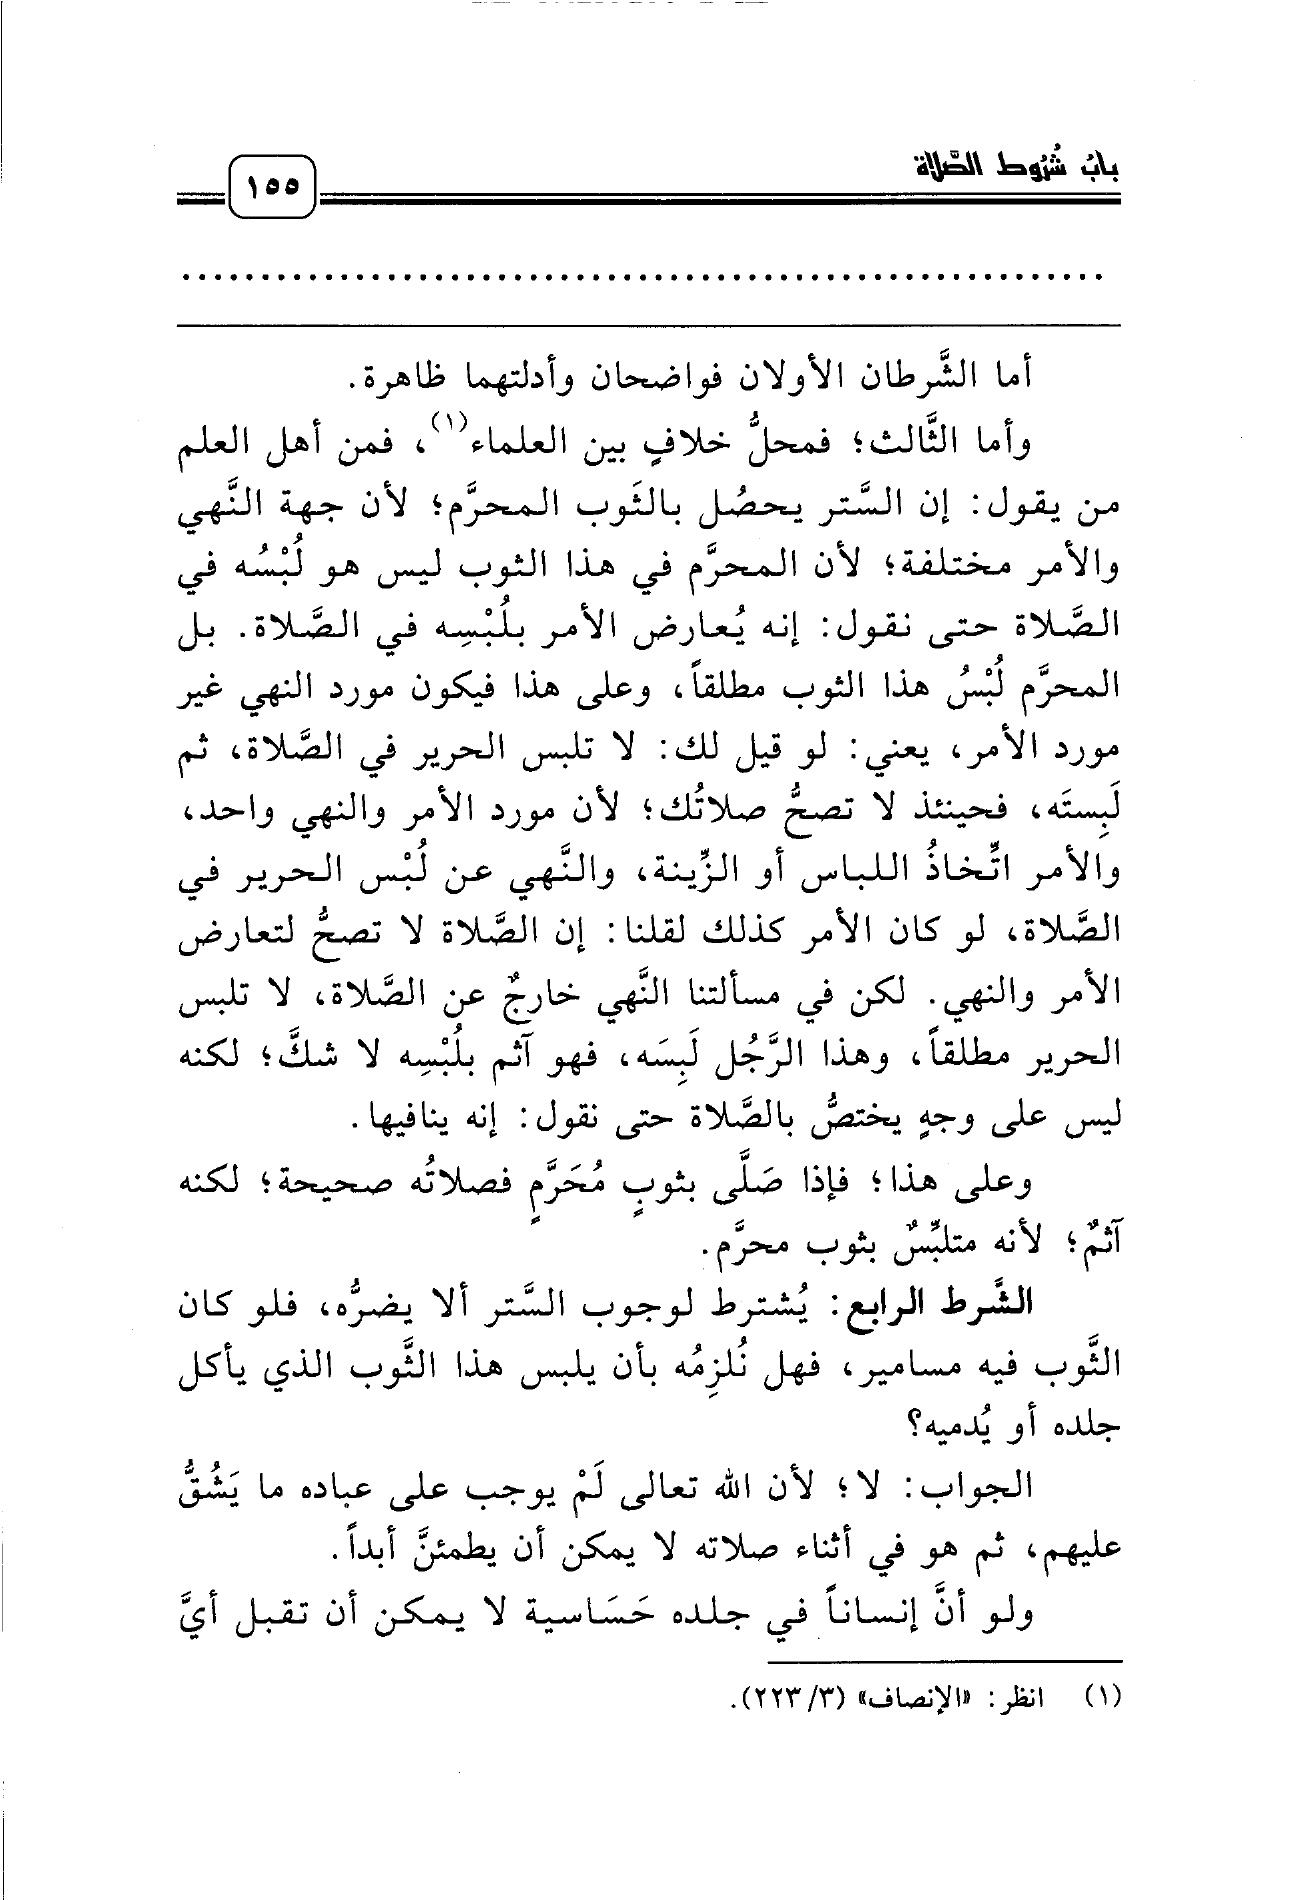 بابُ شُرُوط الصَّلاة
١٥٥
أما الشَّرطان الأولان فواضحان وأدلتهما ظاهرة.
وأما الثَّالث؛ فمحلُّ خلافٍ بين العلماء(١)، فمن أهل العلم
من يقول: إن السَّتر يحصُل بالثَوب المحرَّم؛ لأن جهة النَّهي
والأمر مختلفة؛ لأن المحرَّم في هذا الثوب ليس هو لُبْسُه في
الصَّلاة حتى نقول: إنه يُعارض الأمر بلُبْسِه في الصَّلاة. بل
المحرَّم لُبْسُ هذا الثوب مطلقاً، وعلى هذا فيكون مورد النهي غير
مورد الأمر، يعني: لو قيل لك: لا تلبس الحرير في الصَّلاة، ثم
لَبِستَه، فحينئذ لا تصحُّ صلاتُك؛ لأن مورد الأمر والنهي واحد،
والأمر اتِّخاذُ اللباس أو الزِّينة، والنَّهي عن لُبْس الحرير في
الصَّلاة، لو كان الأمر كذلك لقلنا: إن الصَّلاة لا تصحُّ لتعارض
الأمر والنهي. لكن في مسألتنا النَّهي خارجٌ عن الصَّلاة، لا تلبس
الحرير مطلقاً، وهذا الرَّجُل لَبِسَه، فهو آثم بلُبْسِه لا شكَّ؛ لكنه
ليس على وجهٍ يختصُّ بالصَّلاة حتى نقول: إنه ينافيها.
وعلى هذا؛ فإذا صَلَّى بثوبٍ مُحَرَّمٍ فصلاتُه صحيحة؛ لكنه
آثمٌ؛ لأنه متلبِّسٌ بثوب محرَّم.
الشَّرط الرابع: يُشترط لوجوب السَّتر ألا يضرُّه، فلو كان
الثَّوب فيه مسامير، فهل نُلزِمُه بأن يلبس هذا الثَّوب الذي يأكل
جلده أو يُدميه؟
الجواب: لا؛ لأن الله تعالى لَمْ يوجب على عباده ما يَشُقُّ
عليهم، ثم هو في أثناء صلاته لا يمكن أن يطمئنَّ أبداً.
ولو أنَّ إنساناً في جلده حَسَاسية لا يمكن أن تقبل أيَّ
(١) انظر: «الإنصاف» (٣/ ٢٢٣).